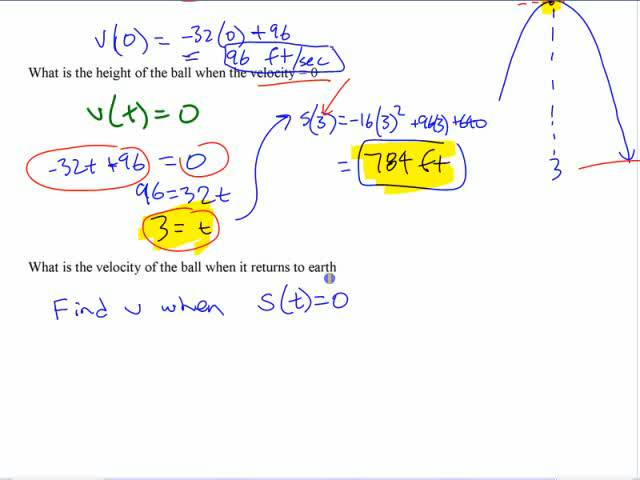 v(0) = -32(0) + 96
= 96 ft/sec
What is the height of the ball when the velocity = 0
v(t) = 0
-32t + 96 = 0
96 = 32t
3 = t
s(3) = -16(3)² + 96(3) + 640
= 784 ft
3
What is the velocity of the ball when it returns to earth
Find v when s(t) = 0